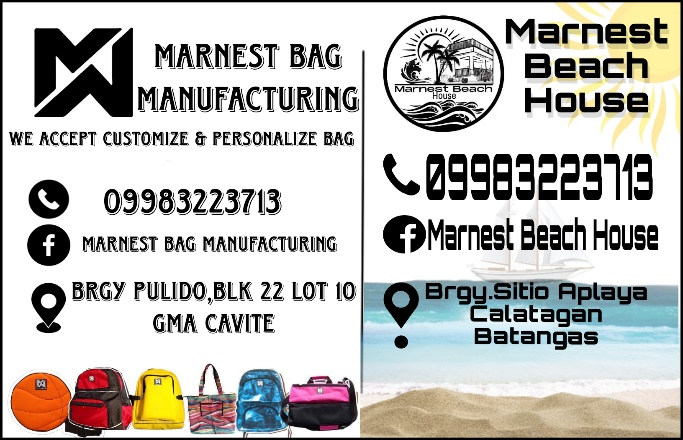 MARNEST BAG
MANUFACTURING
WE ACCEPT CUSTOMIZE & PERSONALIZE BAG
09983223713
MARNEST BAG MANUFACTURING
BRGY PULIDO,BLK 22 LOT 10
GMA CAVITE
Marnest Beach
House
Marnest
Beach
House
09983223713
Marnest Beach House
Brgy.Sitio Aplaya
Calatagan
Batangas